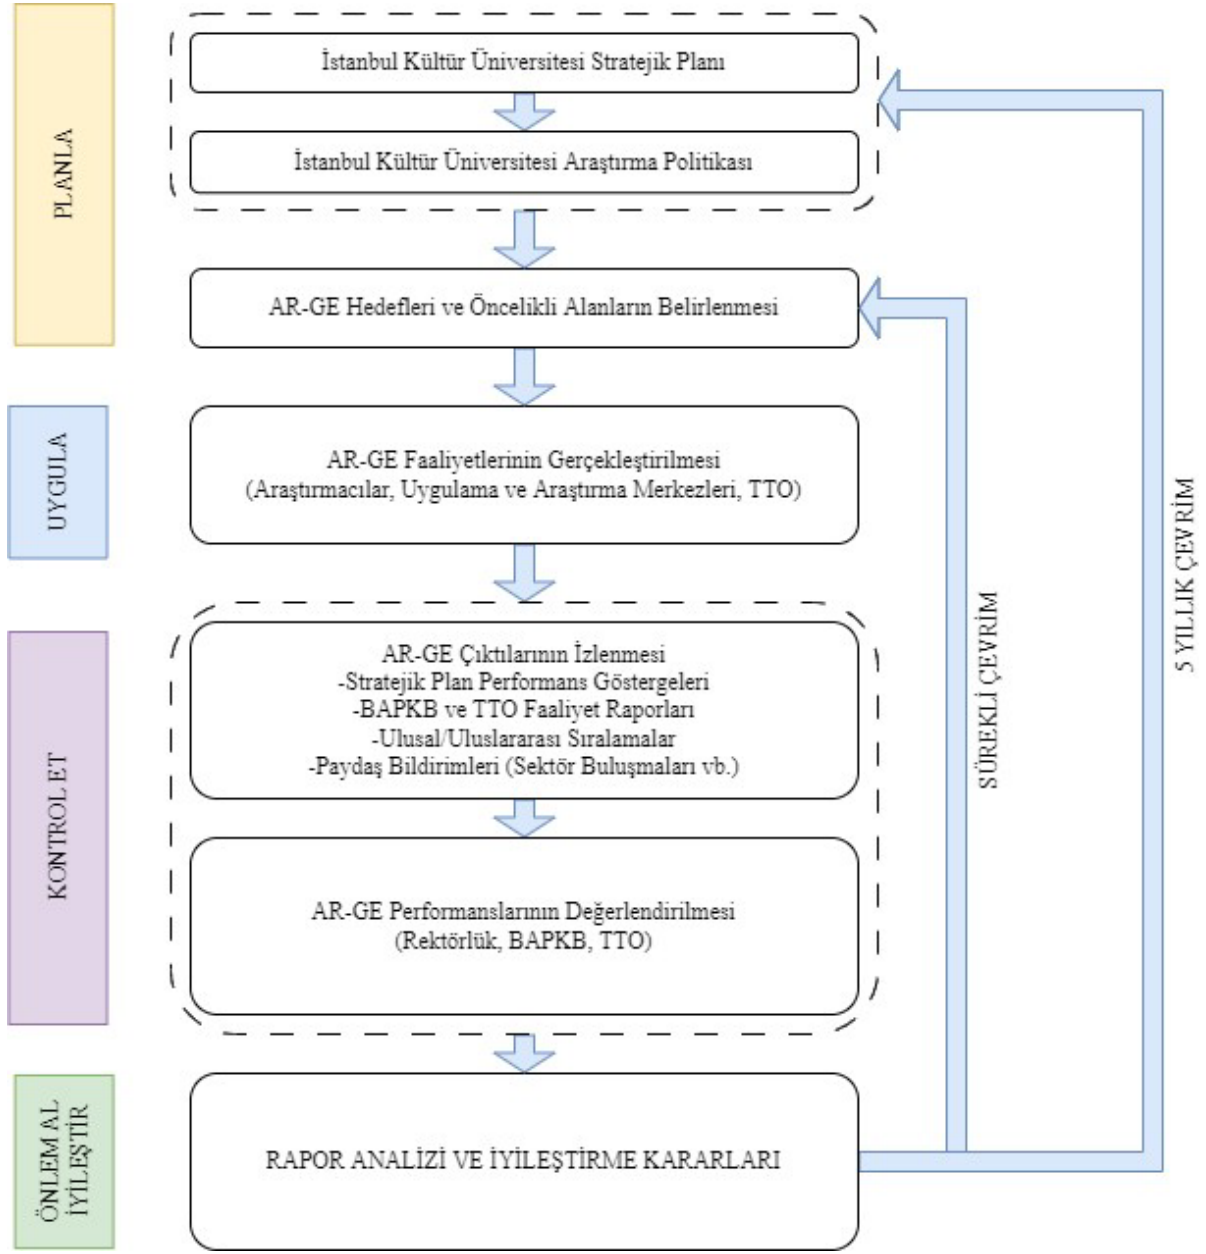 PLANLA
İstanbul Kültür Üniversitesi Stratejik Planı
İstanbul Kültür Üniversitesi Araştırma Politikası
AR-GE Hedefleri ve Öncelikli Alanların Belirlenmesi
UYGULA
AR-GE Faaliyetlerinin Gerçekleştirilmesi
(Araştırmacılar, Uygulama ve Araştırma Merkezleri, TTO)
KONTROL ET
AR-GE Çıktılarının İzlenmesi
-Stratejik Plan Performans Göstergeleri
-BAPKB ve TTO Faaliyet Raporları
-Ulusal/Uluslararası Sıralamalar
-Paydaş Bildirimleri (Sektör Buluşmaları vb.)
AR-GE Performanslarının Değerlendirilmesi
(Rektörlük, BAPKB, TTO)
ÖNLEM AL
İYİLEŞTİR
RAPOR ANALİZİ VE İYİLEŞTİRME KARARLARI
SÜREKLİ ÇEVRİM
5 YILLIK ÇEVRİM